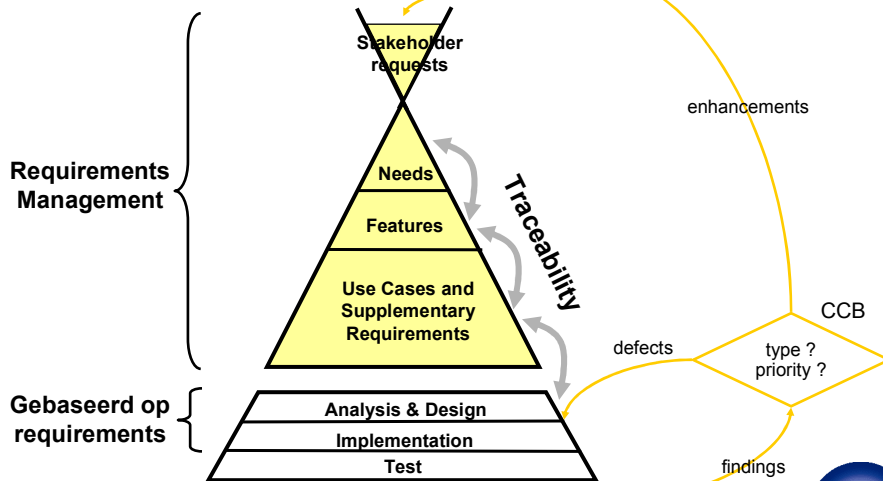 Stakeholder
requests
enhancements
Requirements
Management
Needs
Traceability
Features
Use Cases and
Supplementary
Requirements
CCB
type ?
priority ?
defects
Gebaseerd op
requirements
Analysis & Design
Implementation
Test
findings